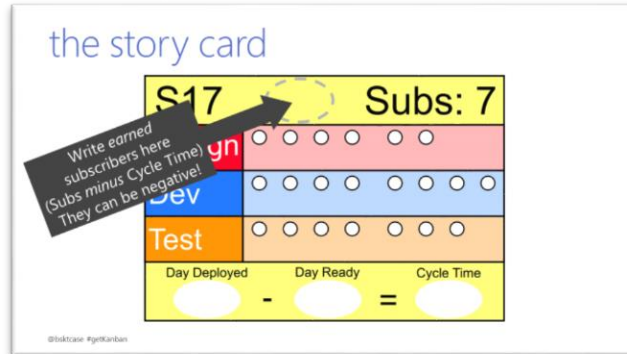 the story card
S17 Subs: 7
Write earned
subscribers here
(Subs minus Cycle Time)
They can be negative!
gn
Dev
Test
Day Deployed Day Ready Cycle Time
- =
@bsktcase #getKanban